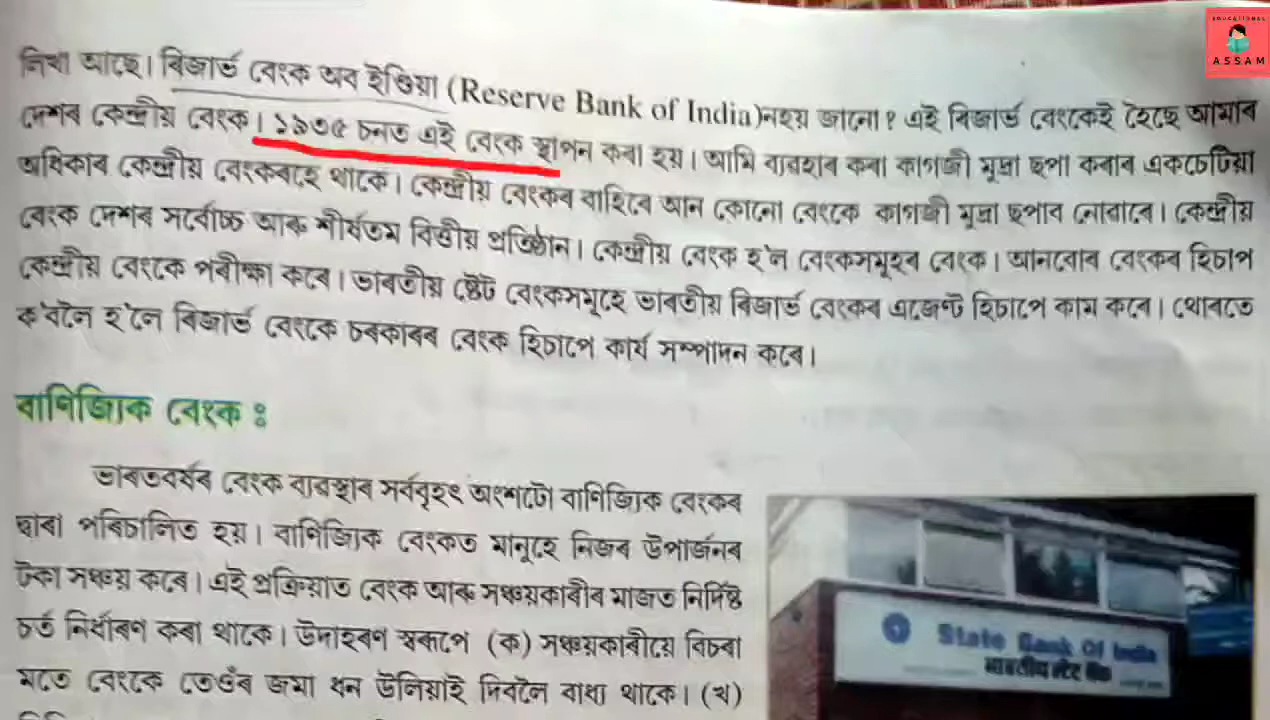 EDUCATIONAL
ASSAM
লিখা আছে। ৰিজাৰ্ভ বেংক অব ইণ্ডিয়া (Reserve Bank of India)নহয় জানো? এই ৰিজাৰ্ভ বেংকেই হৈছে আমাৰ
দেশৰ কেন্দ্ৰীয় বেংক। ১৯৩৫ চনত এই বেংক স্থাপন কৰা হয়। আমি ব্যৱহাৰ কৰা কাগজী মুদ্ৰা ছপা কৰাৰ একচেটিয়া
অধিকাৰ কেন্দ্ৰীয় বেংকৰহে থাকে। কেন্দ্ৰীয় বেংকৰ বাহিৰে আন কোনো বেংকে কাগজী মুদ্ৰা ছপাব নোৱাৰে। কেন্দ্ৰীয়
বেংক দেশৰ সৰ্বোচ্চ আৰু শীৰ্ষতম বিত্তীয় প্ৰতিষ্ঠান। কেন্দ্ৰীয় বেংক হ'ল বেংকসমূহৰ বেংক। আনবোৰ বেংকৰ হিচাপ
কেন্দ্ৰীয় বেংকে পৰীক্ষা কৰে। ভাৰতীয় ষ্টেট বেংকসমূহে ভাৰতীয় ৰিজাৰ্ভ বেংকৰ এজেণ্ট হিচাপে কাম কৰে। থোৰতে
ক'বলৈ হ'লে ৰিজাৰ্ভ বেংকে চৰকাৰৰ বেংক হিচাপে কাৰ্য সম্পাদন কৰে।
বাণিজ্যিক বেংক ঃ
ভাৰতবৰ্ষৰ বেংক ব্যৱস্থাৰ সৰ্ববৃহৎ অংশটো বাণিজ্যিক বেংকৰ
দ্বাৰা পৰিচালিত হয়। বাণিজ্যিক বেংকত মানুহে নিজৰ উপাৰ্জনৰ
টকা সঞ্চয় কৰে। এই প্ৰক্ৰিয়াত বেংক আৰু সঞ্চয়কাৰীৰ মাজত নিৰ্দিষ্ট
চৰ্ত নিৰ্ধাৰণ কৰা থাকে। উদাহৰণ স্বৰূপে (ক) সঞ্চয়কাৰীয়ে বিচৰা
মতে বেংকে তেওঁৰ জমা ধন উলিয়াই দিবলৈ বাধ্য থাকে। (খ)
State Bank Of India
भारतीय स्टेट बैंक